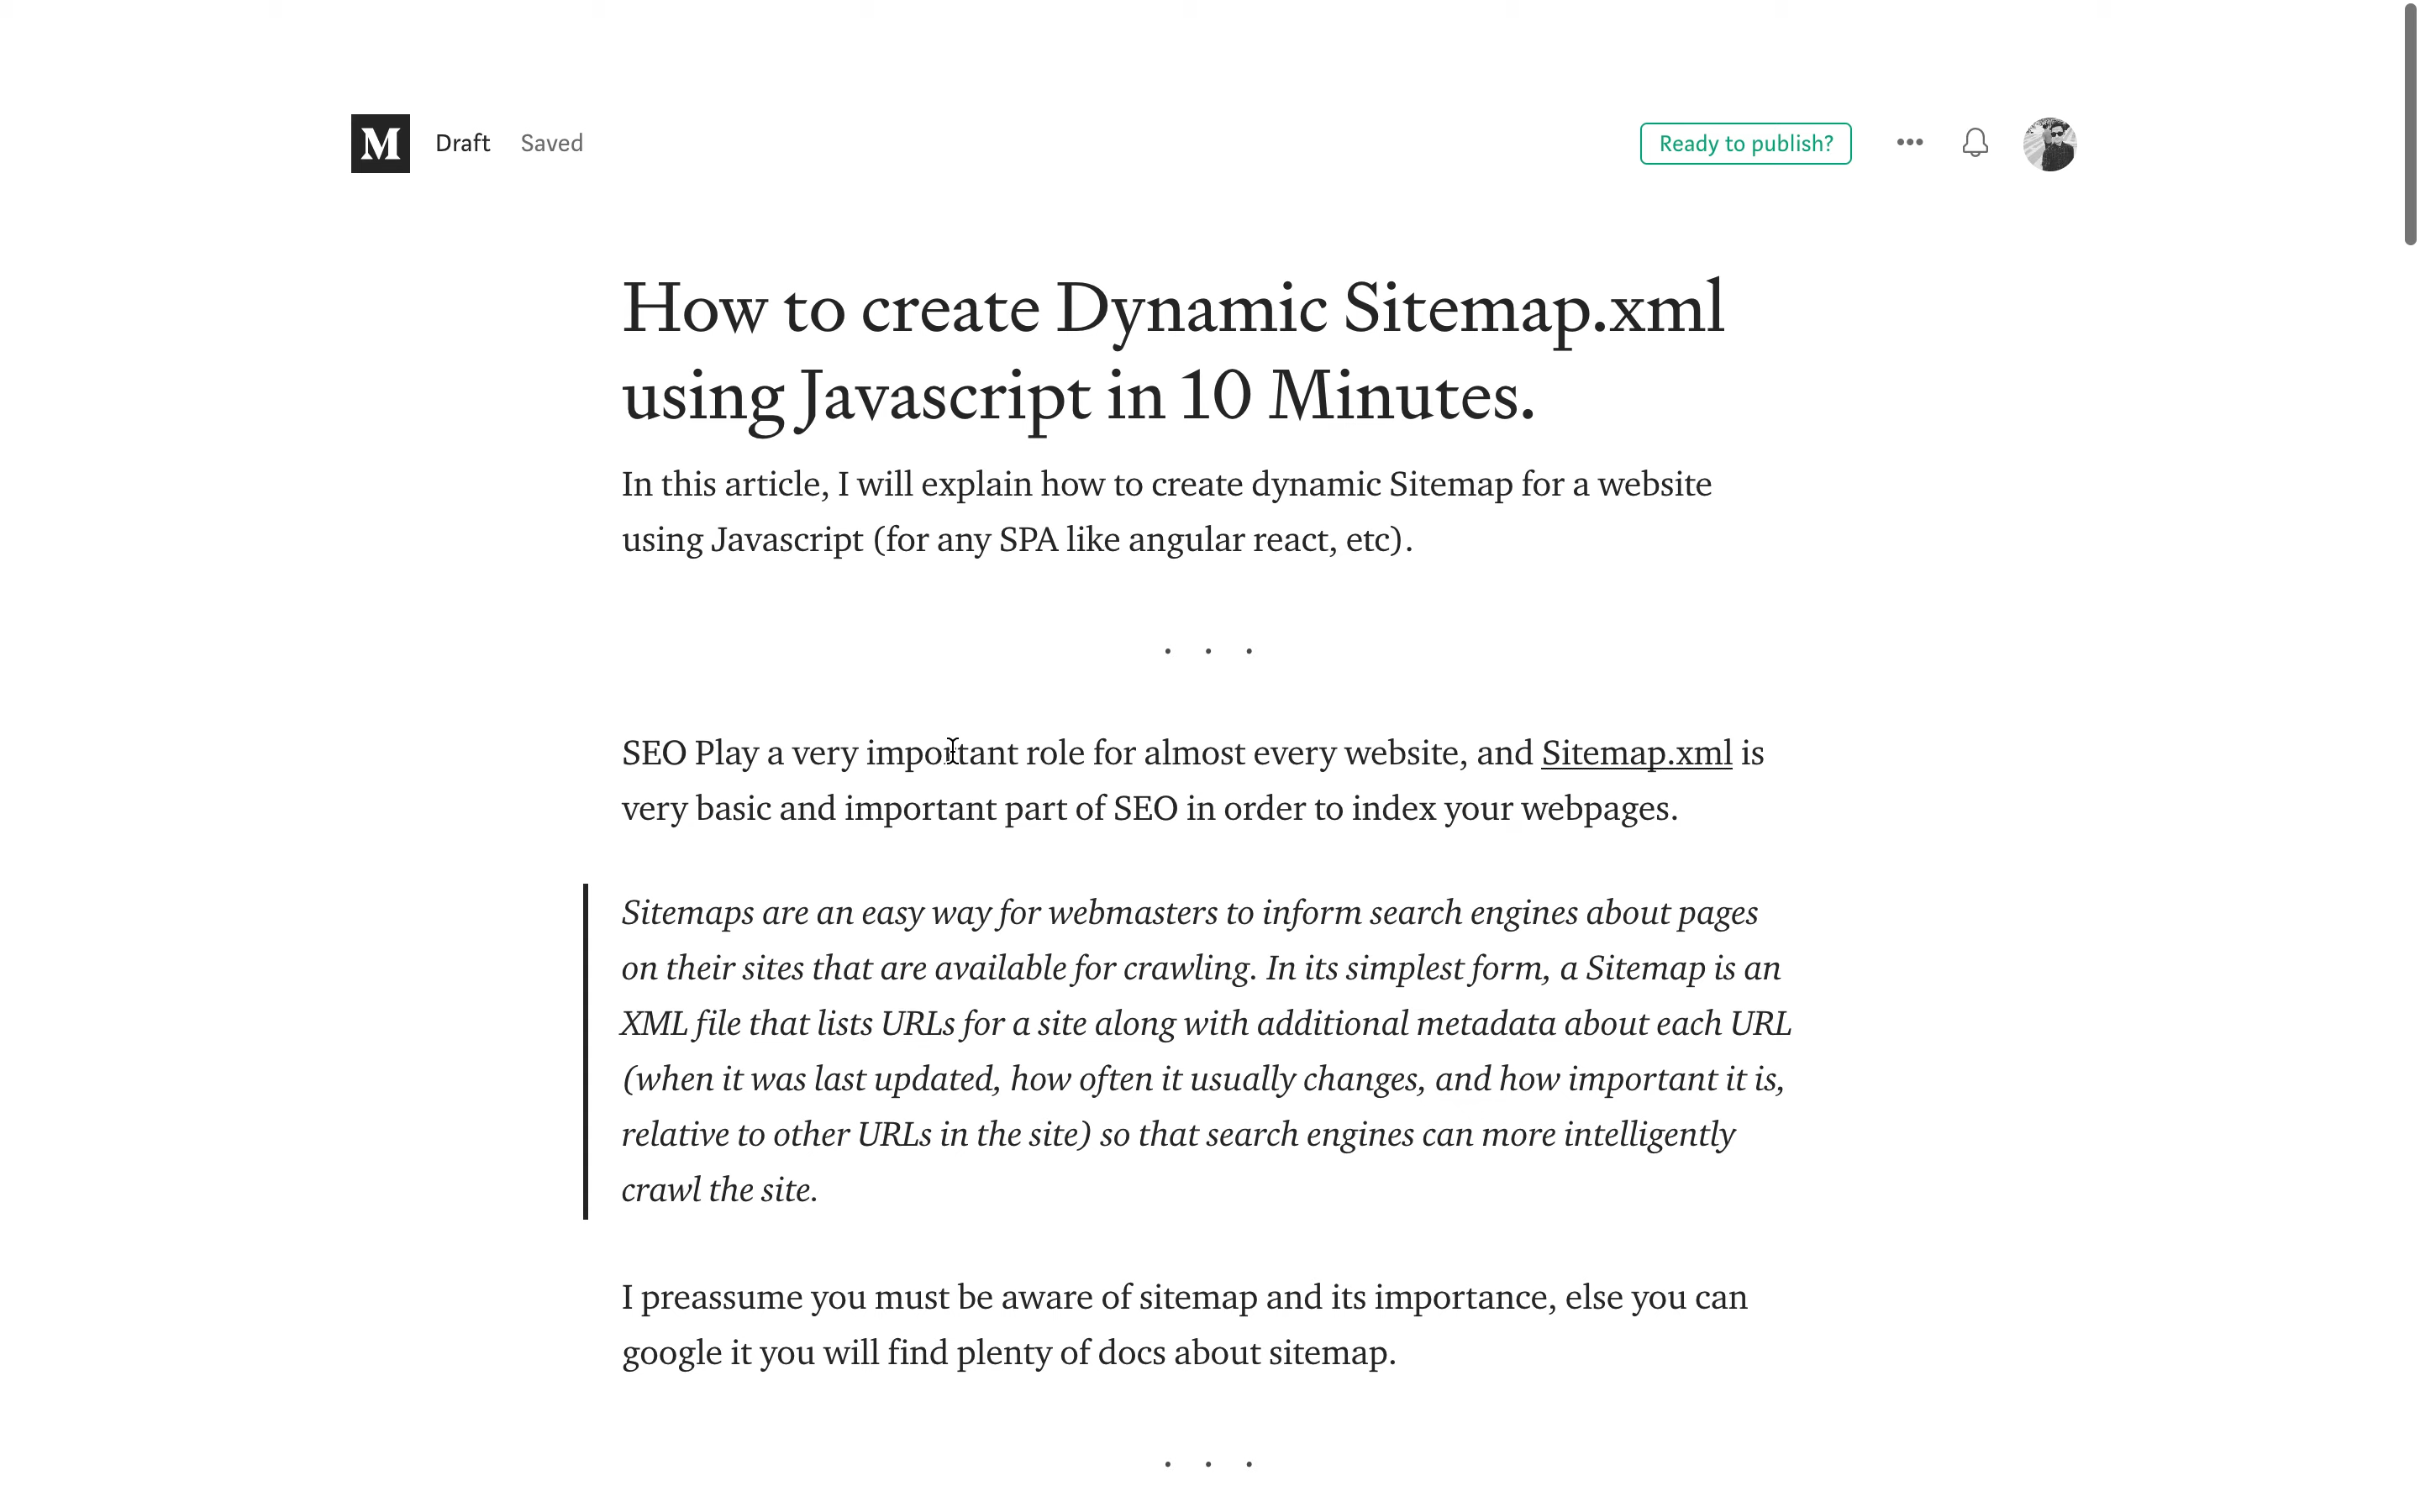 M Draft Saved Ready to publish?
How to create Dynamic Sitemap.xml
using Javascript in 10 Minutes.
In this article, I will explain how to create dynamic Sitemap for a website
using Javascript (for any SPA like angular react, etc).
SEO Play a very important role for almost every website, and Sitemap.xml is
very basic and important part of SEO in order to index your webpages.
Sitemaps are an easy way for webmasters to inform search engines about pages
on their sites that are available for crawling. In its simplest form, a Sitemap is an
XML file that lists URLs for a site along with additional metadata about each URL
(when it was last updated, how often it usually changes, and how important it is,
relative to other URLs in the site) so that search engines can more intelligently
crawl the site.
I preassume you must be aware of sitemap and its importance, else you can
google it you will find plenty of docs about sitemap.